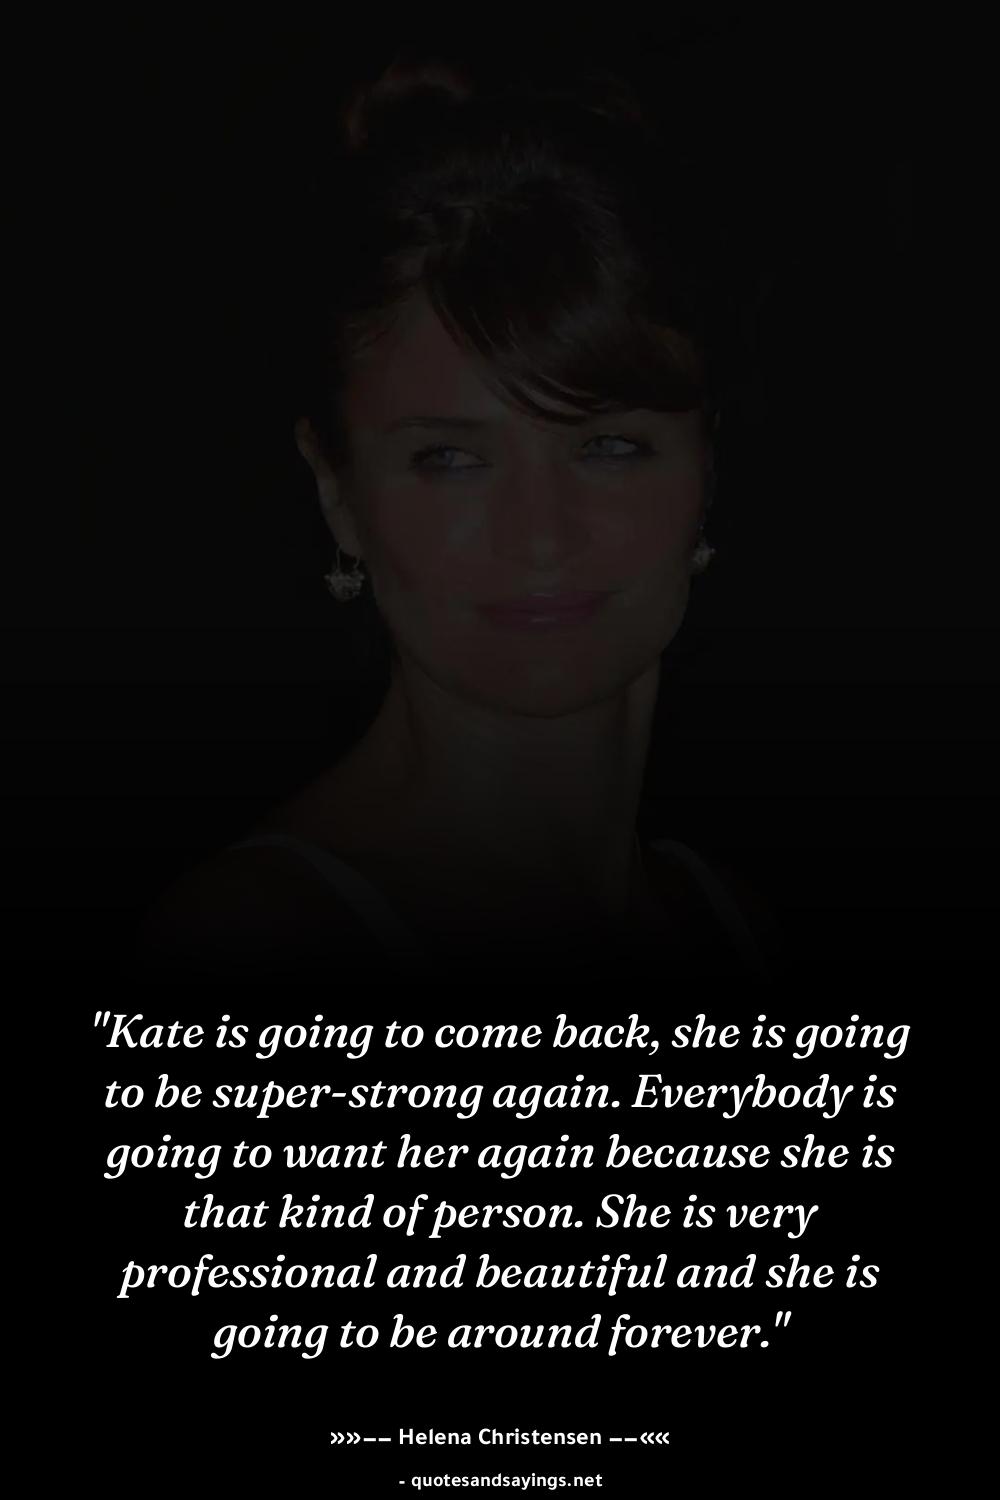 "Kate is going to come back, she is going
to be super-strong again. Everybody is
going to want her again because she is
that kind of person. She is very
professional and beautiful and she is
going to be around forever."
»»–– Helena Christensen ––««
- quotesandsayings.net